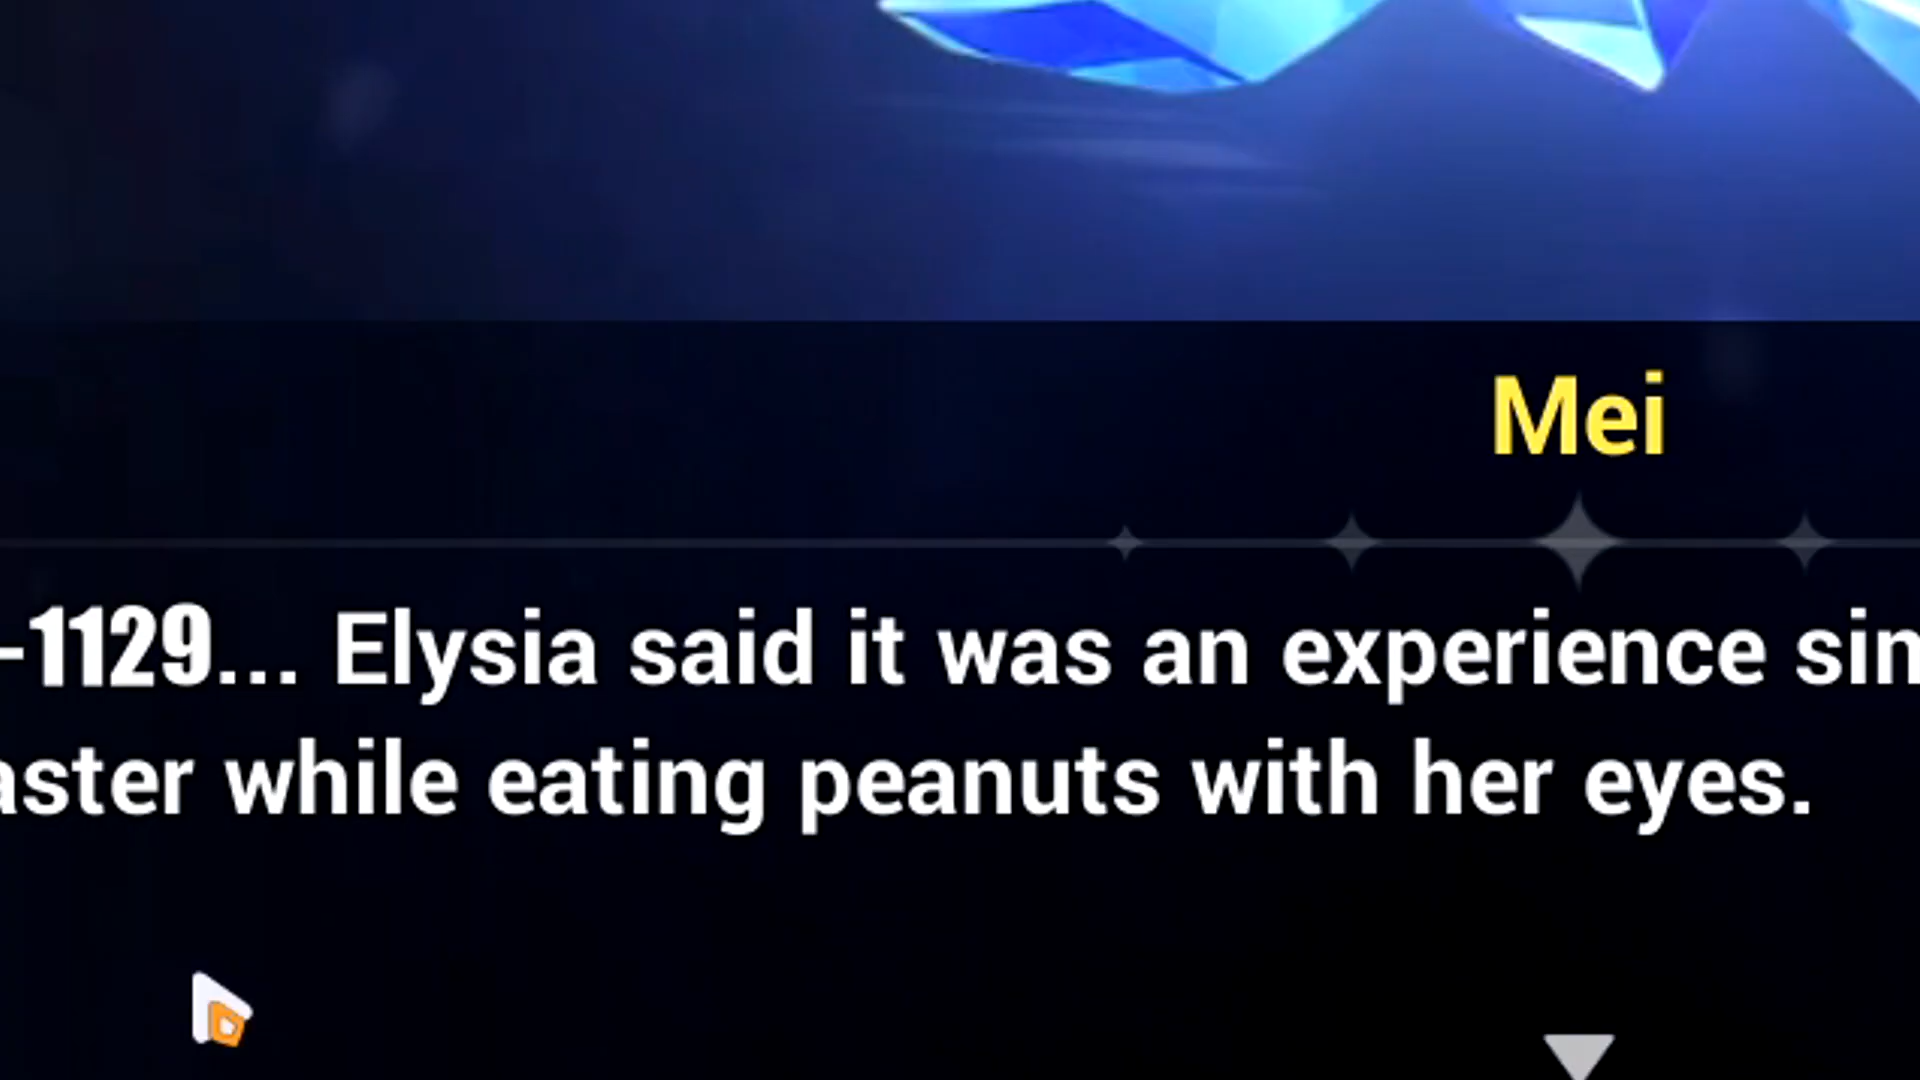 Mei
-1129... Elysia said it was an experience sin
aster while eating peanuts with her eyes.